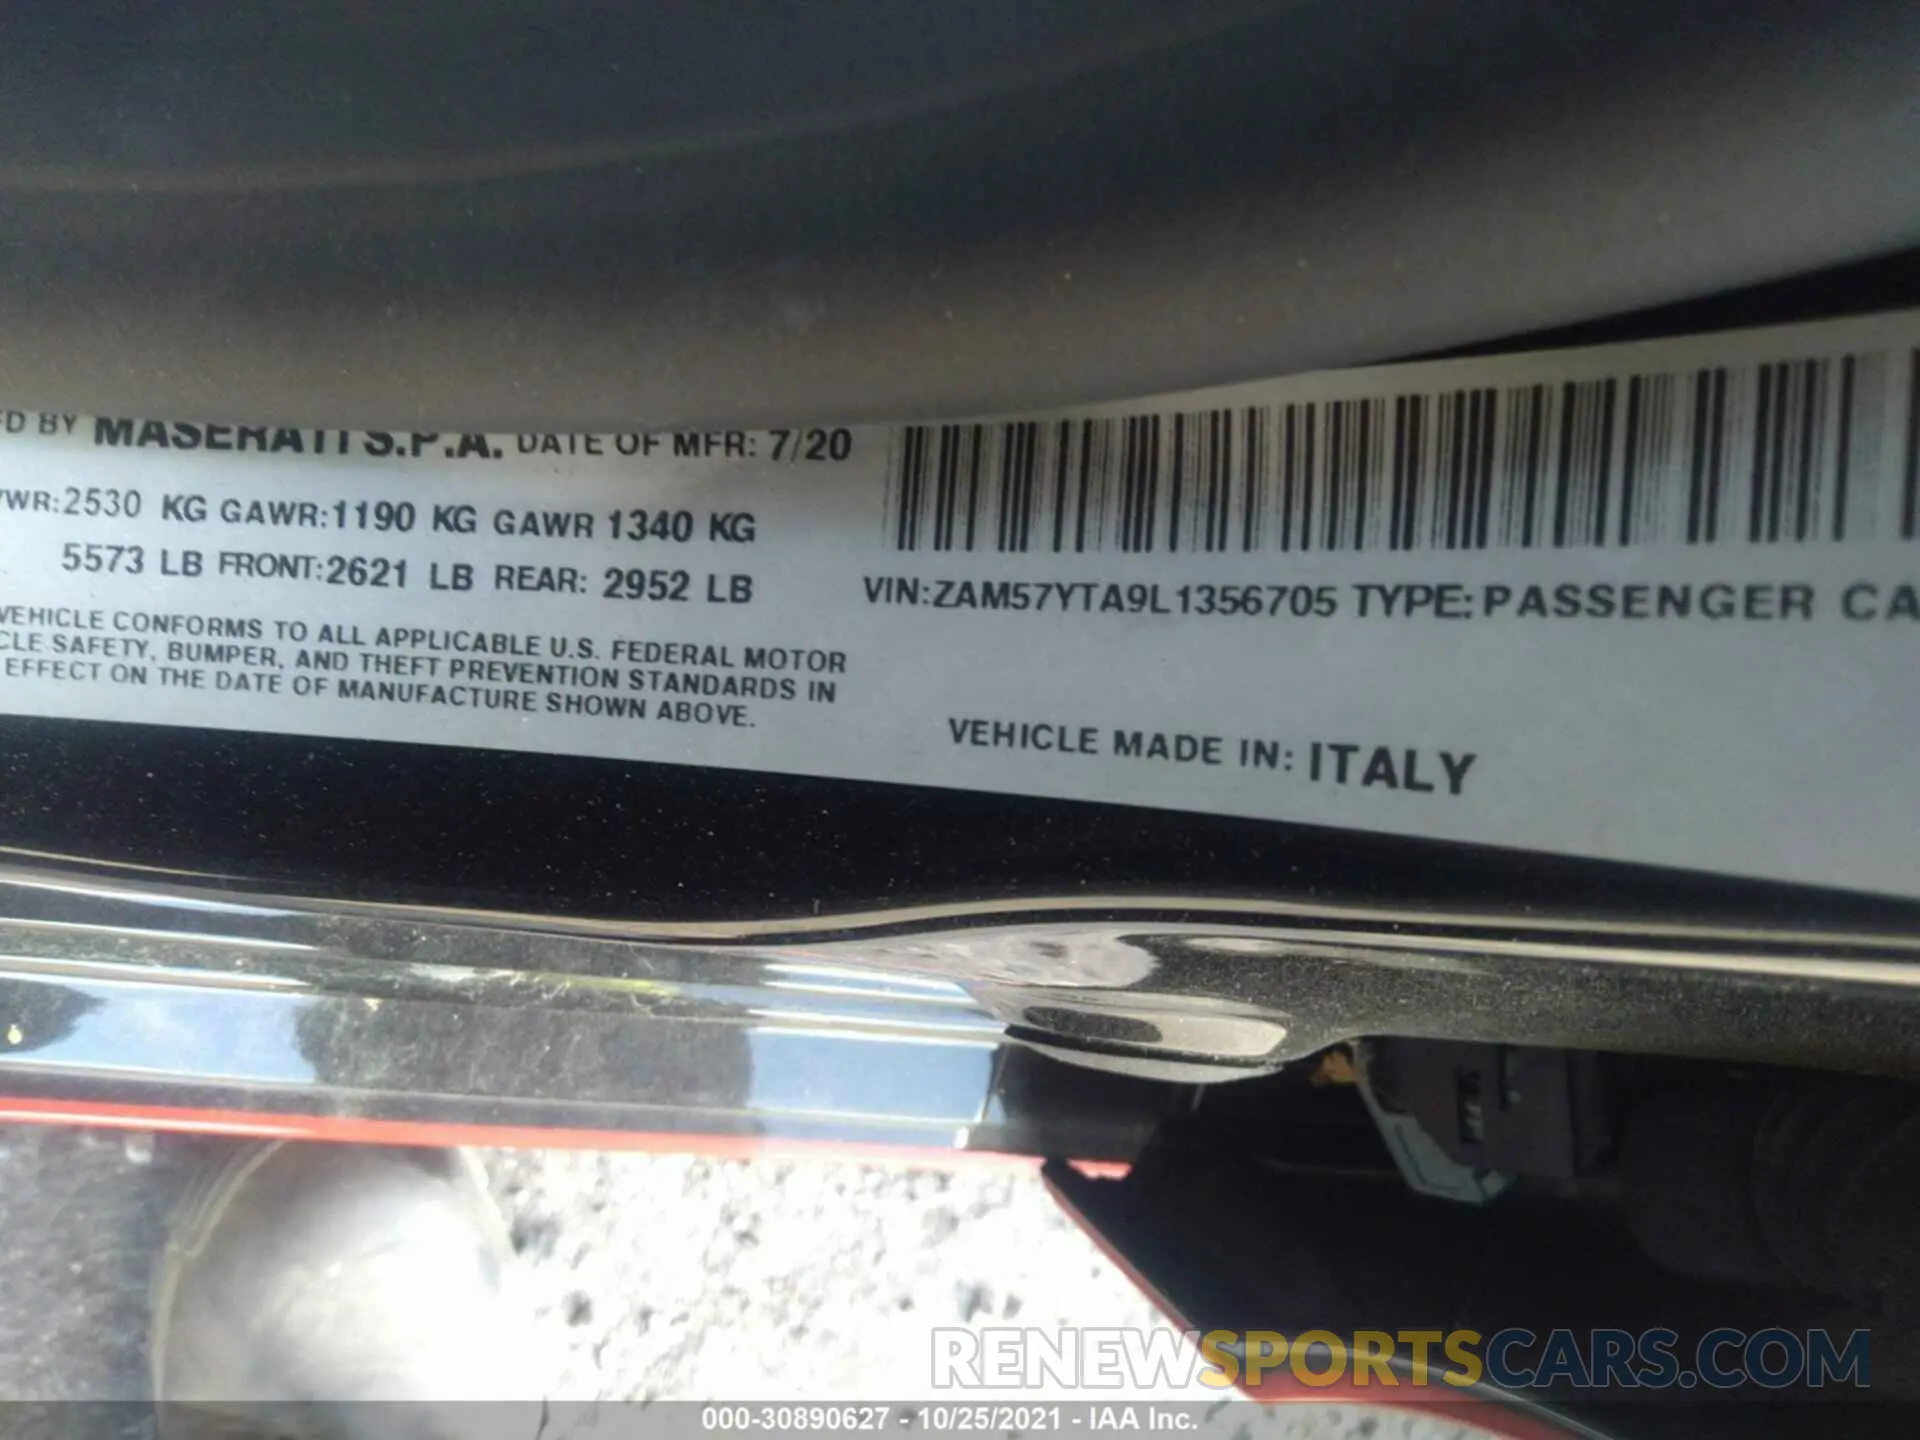 ED BY MASERATI S.P.A. DATE OF MFR: 7/20
VWR:2530 KG GAWR:1190 KG GAWR 1340 KG
5573 LB FRONT:2621 LB REAR: 2952 LB
VEHICLE CONFORMS TO ALL APPLICABLE U.S. FEDERAL MOTOR
CLE SAFETY, BUMPER, AND THEFT PREVENTION STANDARDS IN
EFFECT ON THE DATE OF MANUFACTURE SHOWN ABOVE.
VIN:ZAM57YTA9L1356705 TYPE:PASSENGER CA
VEHICLE MADE IN: ITALY
RENEWSPORTSCARS.COM
000-30890627 - 10/25/2021 - IAA Inc.